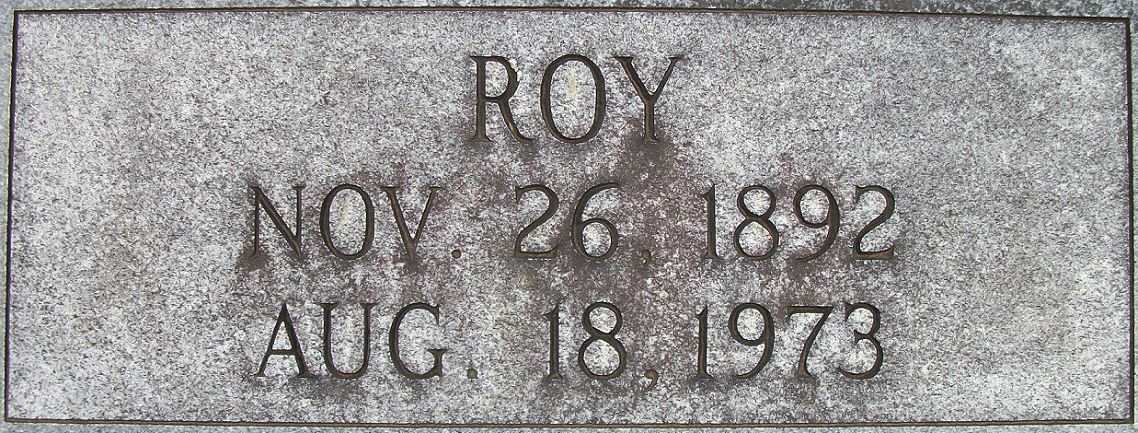 ROY
NOV. 26, 1892
AUG. 18, 1973